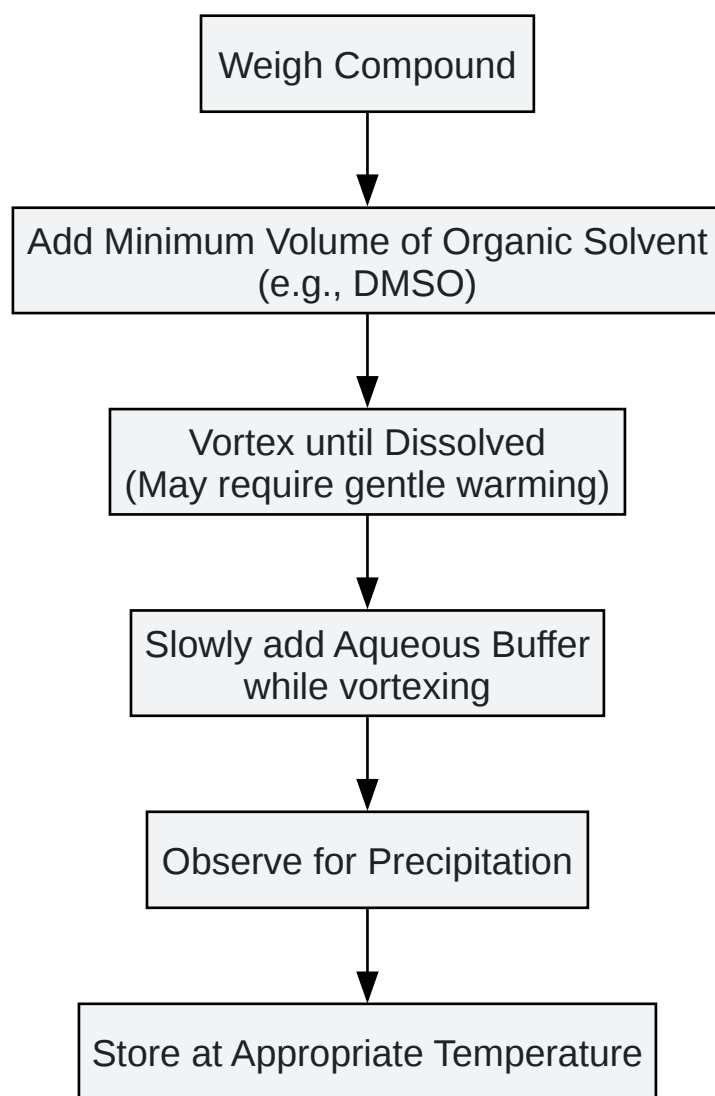 Weigh Compound
Add Minimum Volume of Organic Solvent
(e.g., DMSO)
Vortex until Dissolved
(May require gentle warming)
Slowly add Aqueous Buffer
while vortexing
Observe for Precipitation
Store at Appropriate Temperature